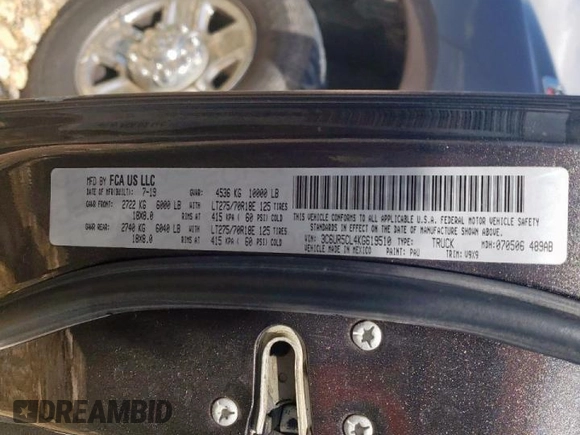 MFD BY FCA US LLC
DATE OF MFR(BUILT): 7-19 GVWR: 4536 KG 10000 LB
GAWR FRONT: 2722 KG 6000 LB WITH LT275/70R18E 125 TIRES
18X8.0 RIMS AT 415 KPA ( 60 PSI) COLD
GAWR REAR: 2740 KG 6040 LB WITH LT275/70R18E 125 TIRES
18X8.0 RIMS AT 415 KPA ( 60 PSI) COLD
THIS VEHICLE CONFORMS TO ALL APPLICABLE U.S.A. FEDERAL MOTOR VEHICLE
STANDARDS IN EFFECT ON THE DATE OF MANUFACTURE SHOWN ABOVE.
VIN: 3C6UR5CL4KG619510 TYPE: TRUCK MDH: 070506 409AB
VEHICLE MADE IN MEXICO PAINT: PAU TRIM: V9X9
DREAMBID